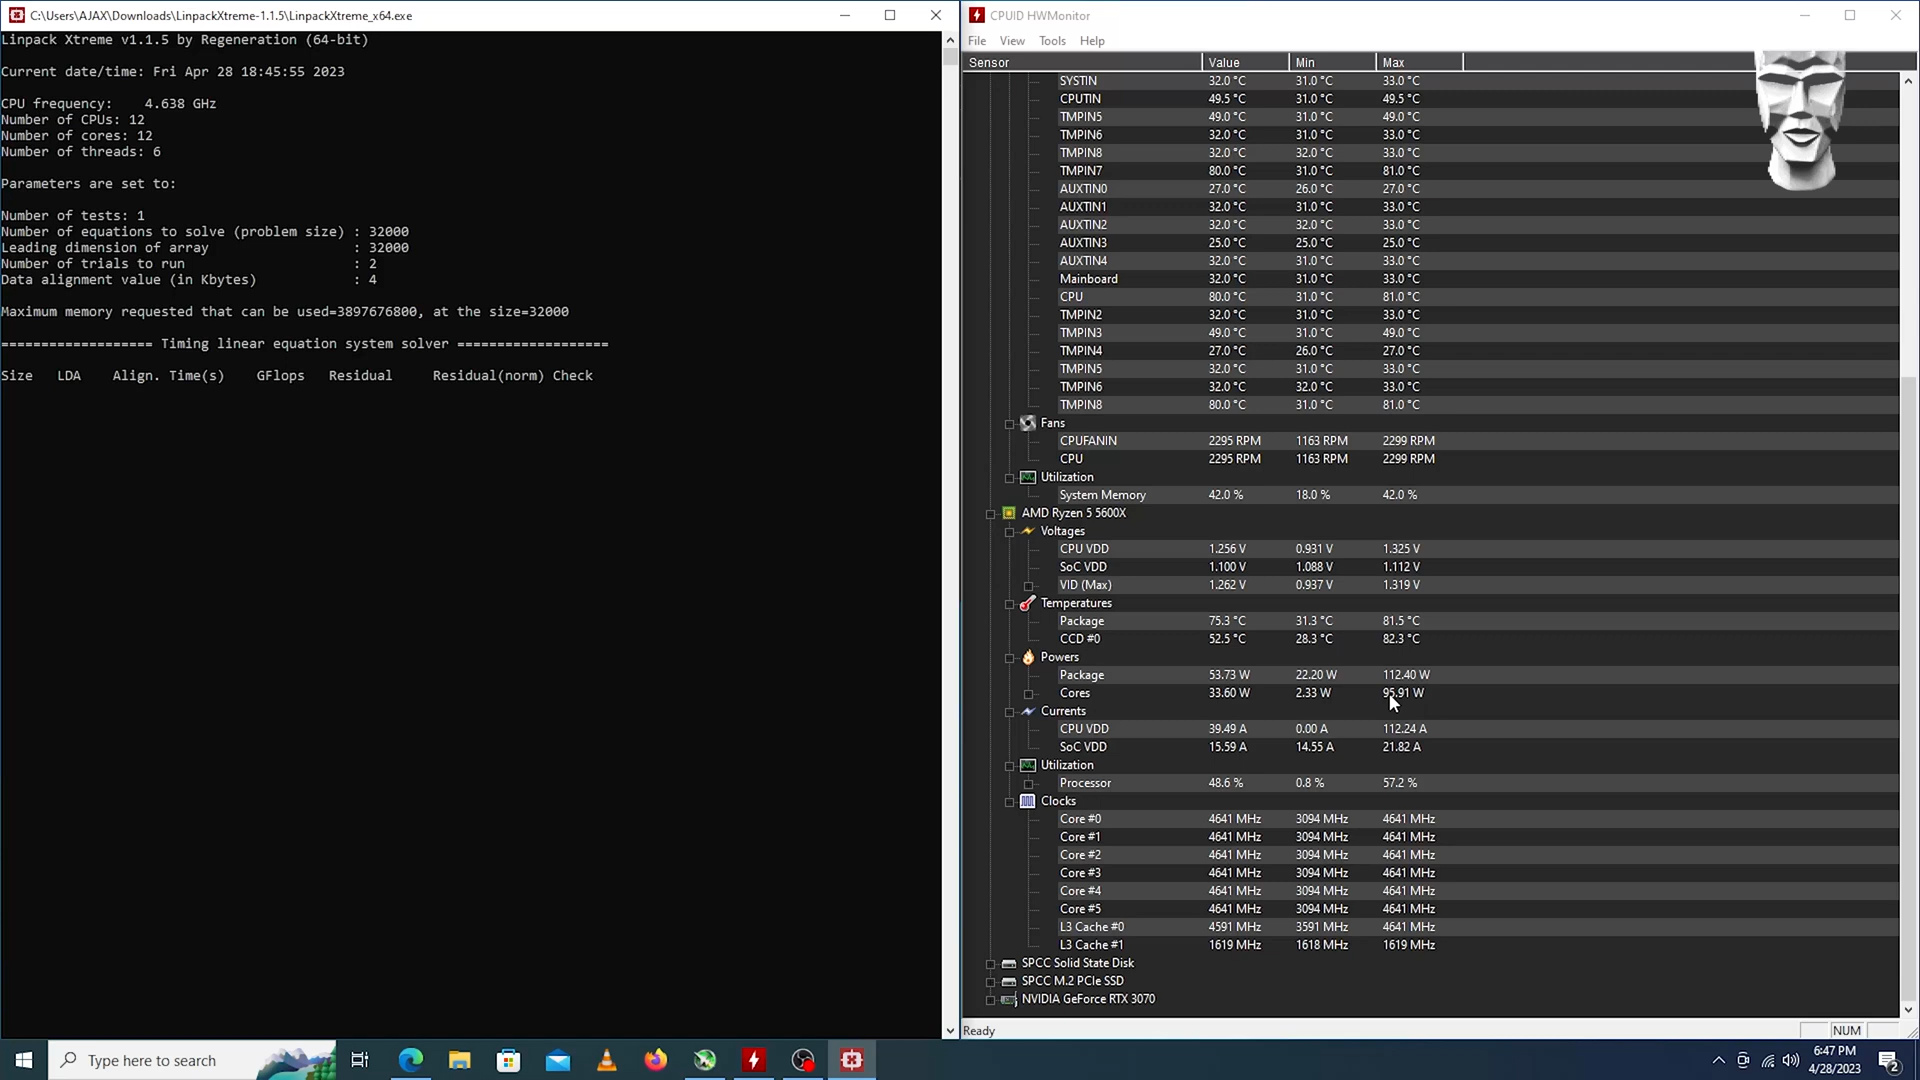 C:\Users\AJAX\Downloads\LinpackXtreme-1.1.5\LinpackXtreme_x64.exe
Linpack Xtreme v1.1.5 by Regeneration (64-bit)
Current date/time: Fri Apr 28 18:45:55 2023
CPU frequency:    4.638 GHz
Number of CPUs: 12
Number of cores: 12
Number of threads: 6
Parameters are set to:
Number of tests: 1
Number of equations to solve (problem size) : 32000
Leading dimension of array                  : 32000
Number of trials to run                     : 2
Data alignment value (in Kbytes)            : 4
Maximum memory requested that can be used=3897676800, at the size=32000
=================== Timing linear equation system solver ===================
Size   LDA    Align. Time(s)    GFlops   Residual     Residual(norm) Check
CPUID HWMonitor
File View Tools Help
Sensor Value Min Max
SYSTIN 32.0 °C 31.0 °C 33.0 °C
CPUTIN 49.5 °C 31.0 °C 49.5 °C
TMPIN5 49.0 °C 31.0 °C 49.0 °C
TMPIN6 32.0 °C 31.0 °C 33.0 °C
TMPIN8 32.0 °C 32.0 °C 33.0 °C
TMPIN7 80.0 °C 31.0 °C 81.0 °C
AUXTIN0 27.0 °C 26.0 °C 27.0 °C
AUXTIN1 32.0 °C 31.0 °C 33.0 °C
AUXTIN2 32.0 °C 32.0 °C 33.0 °C
AUXTIN3 25.0 °C 25.0 °C 25.0 °C
AUXTIN4 32.0 °C 31.0 °C 33.0 °C
Mainboard 32.0 °C 31.0 °C 33.0 °C
CPU 80.0 °C 31.0 °C 81.0 °C
TMPIN2 32.0 °C 31.0 °C 33.0 °C
TMPIN3 49.0 °C 31.0 °C 49.0 °C
TMPIN4 27.0 °C 26.0 °C 27.0 °C
TMPIN5 32.0 °C 31.0 °C 33.0 °C
TMPIN6 32.0 °C 32.0 °C 33.0 °C
TMPIN8 80.0 °C 31.0 °C 81.0 °C
Fans
CPUFANIN 2295 RPM 1163 RPM 2299 RPM
CPU 2295 RPM 1163 RPM 2299 RPM
Utilization
System Memory 42.0 % 18.0 % 42.0 %
AMD Ryzen 5 5600X
Voltages
CPU VDD 1.256 V 0.931 V 1.325 V
SoC VDD 1.100 V 1.088 V 1.112 V
VID (Max) 1.262 V 0.937 V 1.319 V
Temperatures
Package 75.3 °C 31.3 °C 81.5 °C
CCD #0 52.5 °C 28.3 °C 82.3 °C
Powers
Package 53.73 W 22.20 W 112.40 W
Cores 33.60 W 2.33 W 95.91 W
Currents
CPU VDD 39.49 A 0.00 A 112.24 A
SoC VDD 15.59 A 14.55 A 21.82 A
Utilization
Processor 48.6 % 0.8 % 57.2 %
Clocks
Core #0 4641 MHz 3094 MHz 4641 MHz
Core #1 4641 MHz 3094 MHz 4641 MHz
Core #2 4641 MHz 3094 MHz 4641 MHz
Core #3 4641 MHz 3094 MHz 4641 MHz
Core #4 4641 MHz 3094 MHz 4641 MHz
Core #5 4641 MHz 3094 MHz 4641 MHz
L3 Cache #0 4591 MHz 3591 MHz 4641 MHz
L3 Cache #1 1619 MHz 1618 MHz 1619 MHz
SPCC Solid State Disk
SPCC M.2 PCIe SSD
NVIDIA GeForce RTX 3070
Ready
NUM
Type here to search
6:47 PM
4/28/2023
2